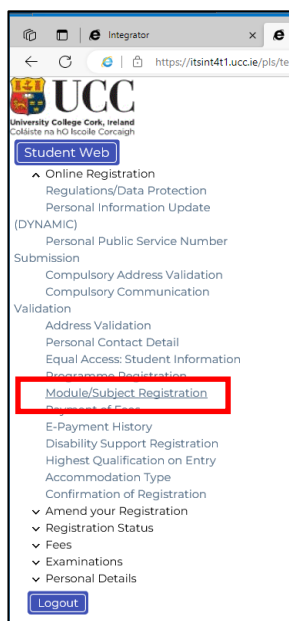 Integrator
https://itsint4t1.ucc.ie/pls/te
UCC
University College Cork, Ireland
Coláiste na hOllscoile Corcaigh
Student Web
Online Registration
Regulations/Data Protection
Personal Information Update
(DYNAMIC)
Personal Public Service Number
Submission
Compulsory Address Validation
Compulsory Communication
Validation
Address Validation
Personal Contact Detail
Equal Access: Student Information
Programme Registration
Module/Subject Registration
Payment of Fees
E-Payment History
Disability Support Registration
Highest Qualification on Entry
Accommodation Type
Confirmation of Registration
Amend your Registration
Registration Status
Fees
Examinations
Personal Details
Logout